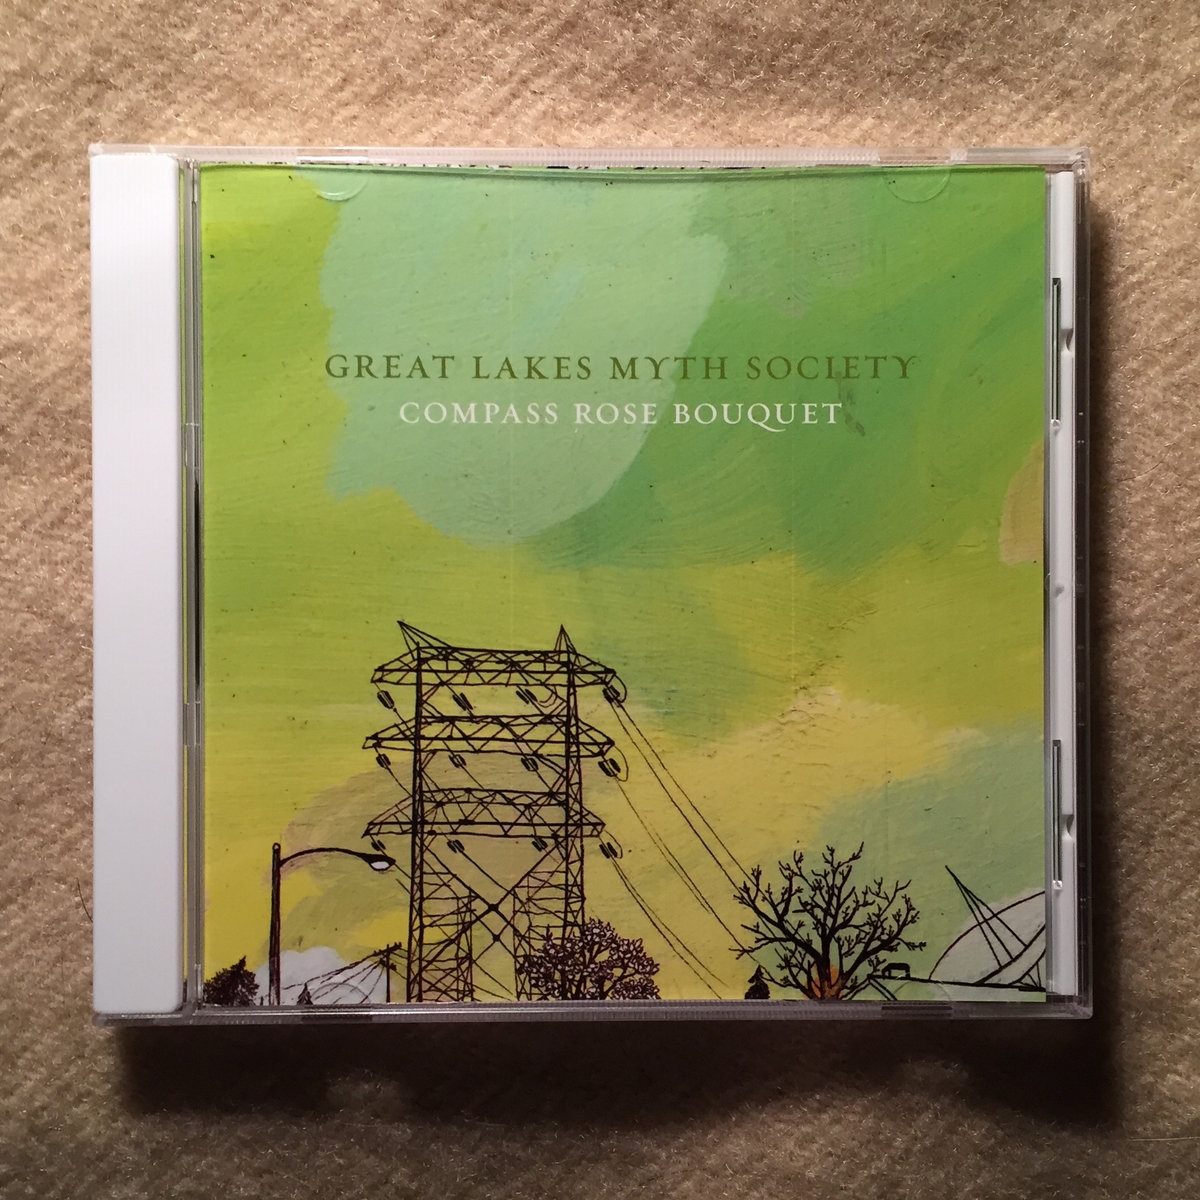 GREAT LAKES MYTH SOCIETY
COMPASS ROSE BOUQUET